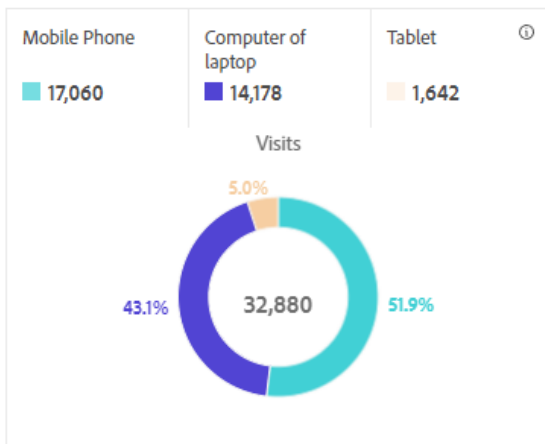 Mobile Phone
17,060
Computer of
laptop
14,178
Tablet
1,642
Visits
5.0%
43.1%
32,880
51.9%